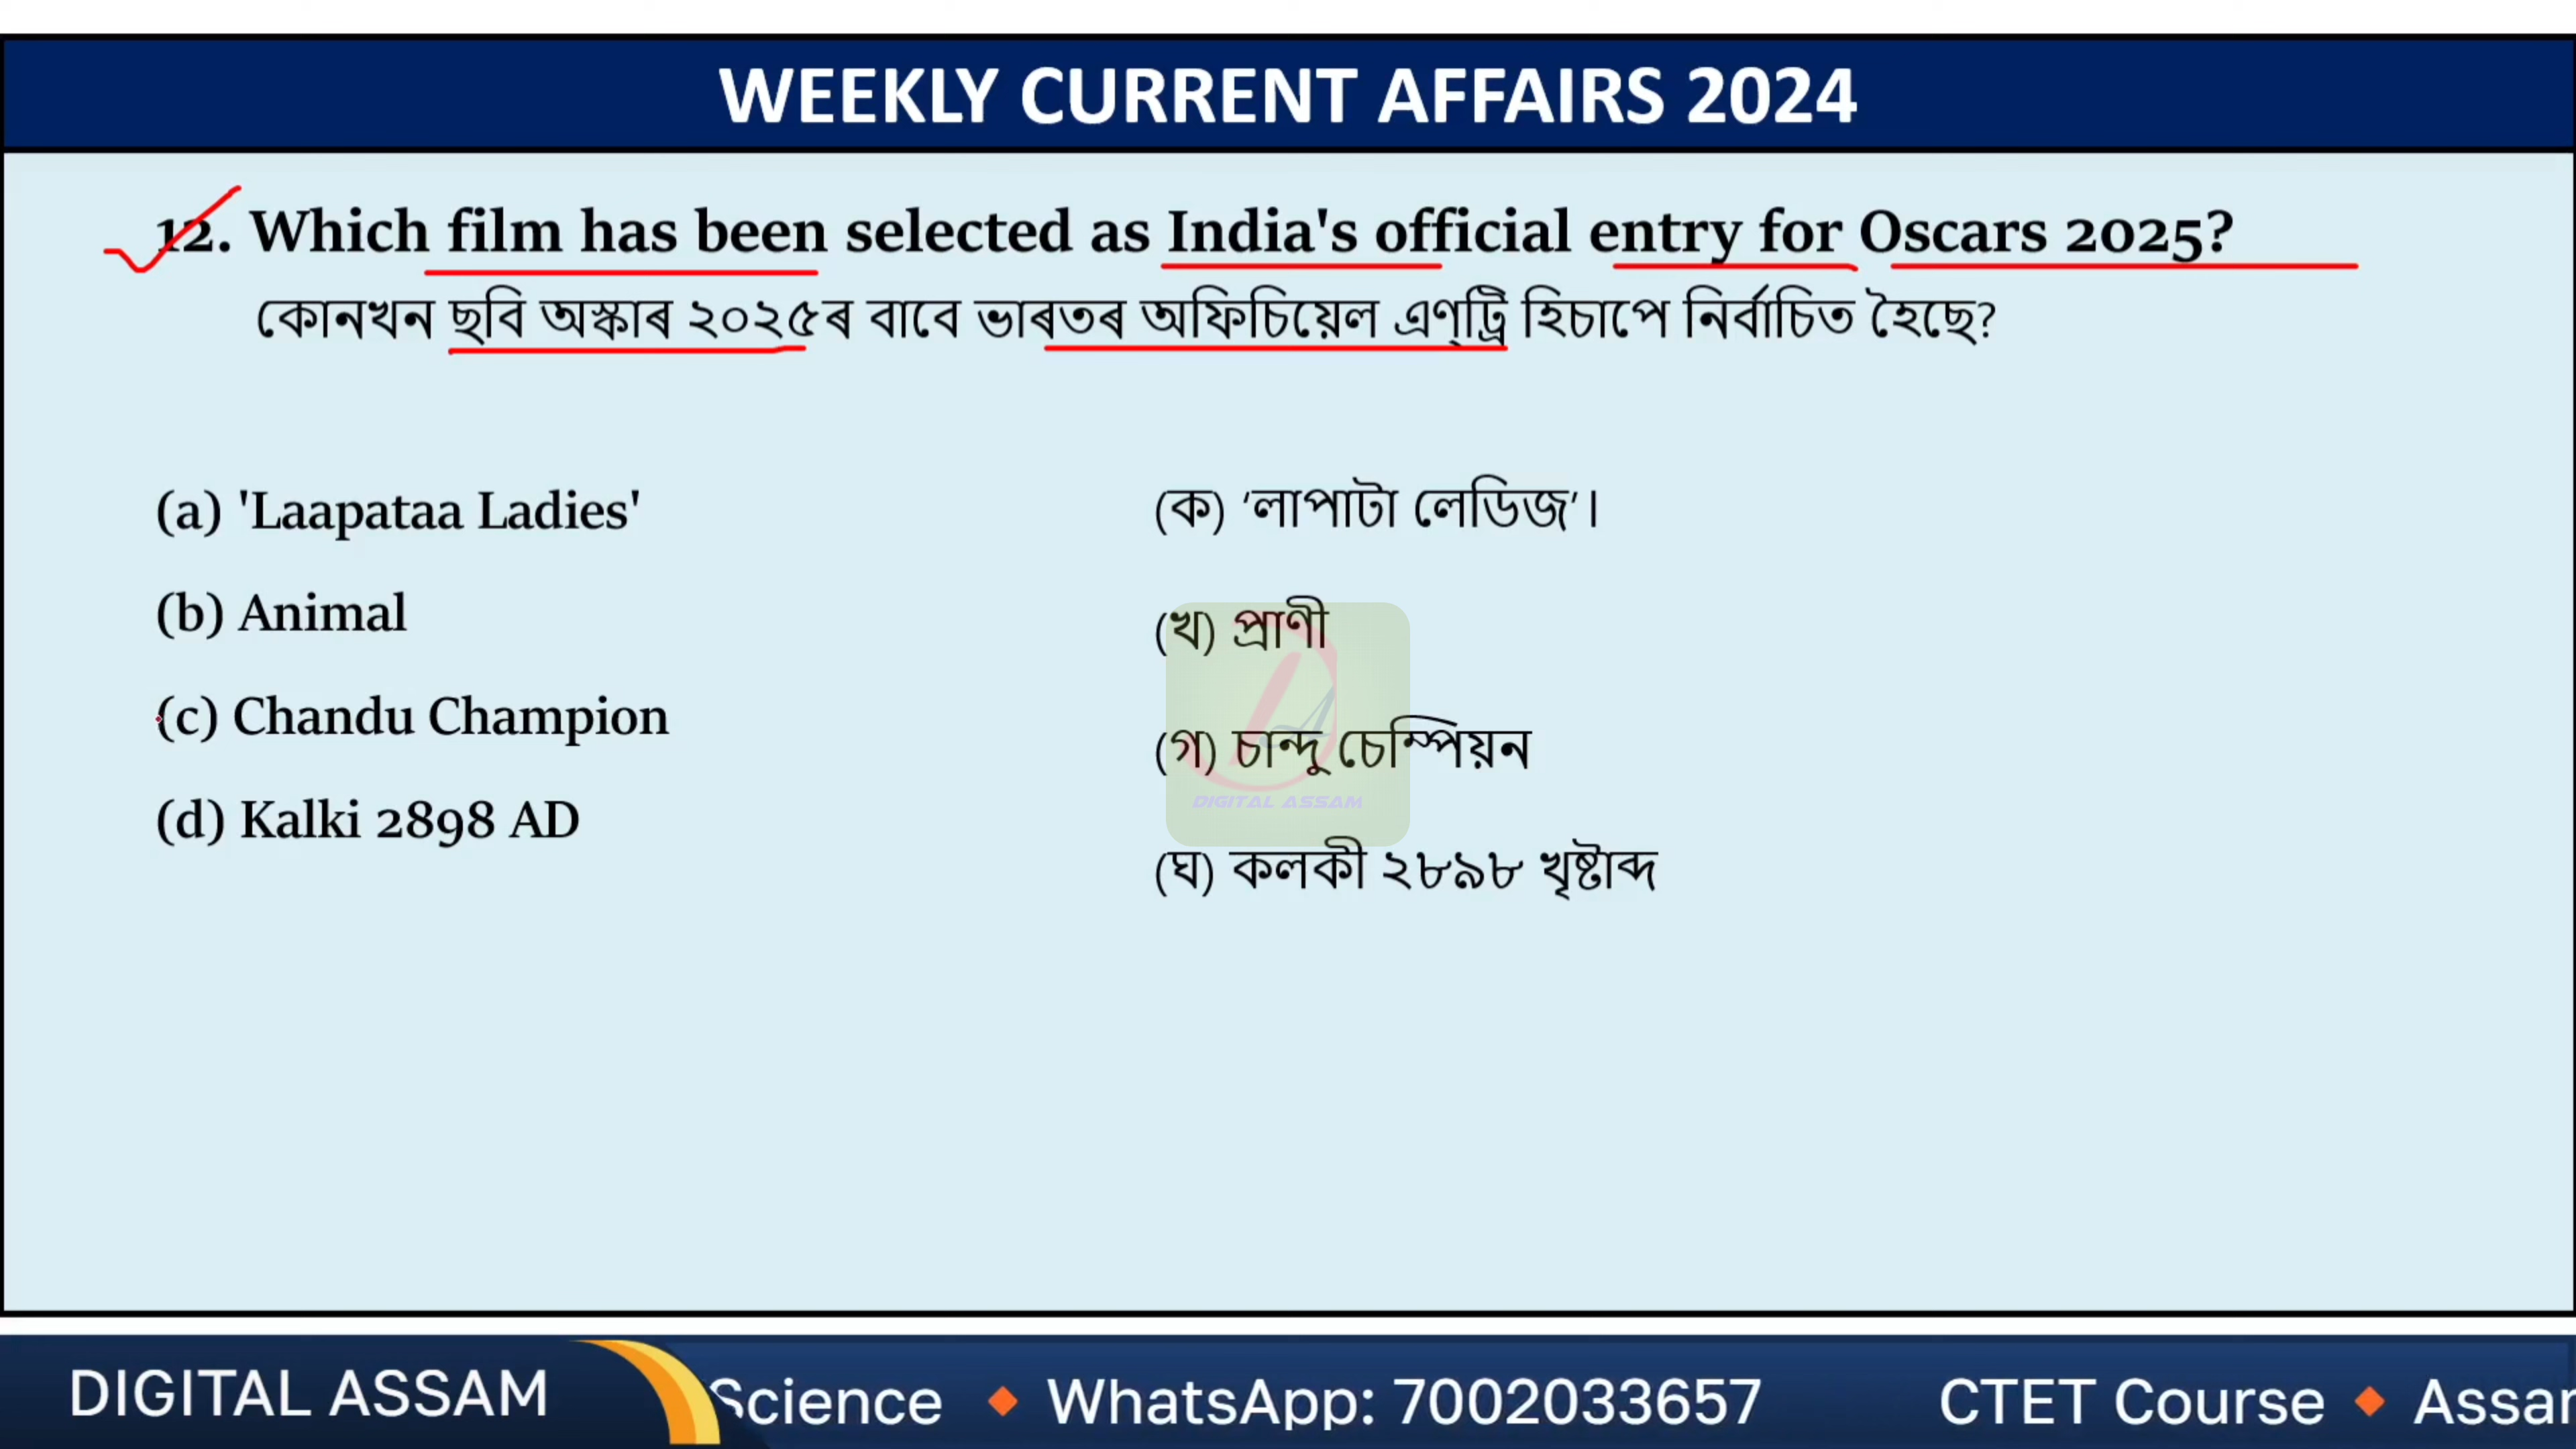 WEEKLY CURRENT AFFAIRS 2024
12. Which film has been selected as India's official entry for Oscars 2025?
কোনখন ছবি অস্কাৰ ২০২৫ৰ বাবে ভাৰতৰ অফিচিয়েল এণ্ট্ৰি হিচাপে নিৰ্বাচিত হৈছে?
(a) 'Laapataa Ladies'
(b) Animal
(c) Chandu Champion
(d) Kalki 2898 AD
(ক) ‘লাপাটা লেডিজ’।
(খ) প্ৰাণী
(গ) চান্দু চেম্পিয়ন
(ঘ) কলকী ২৮৯৮ খৃষ্টাব্দ
DIGITAL ASSAM
DIGITAL ASSAM Science ◆ WhatsApp: 7002033657 CTET Course ◆ Assar